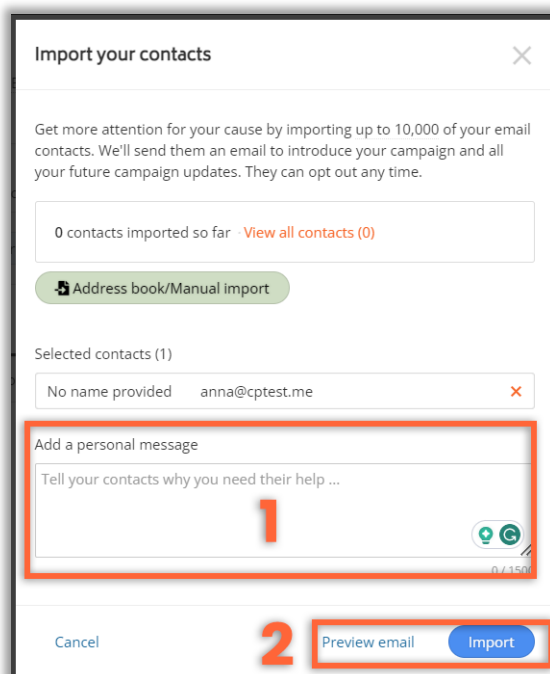 Import your contacts
Get more attention for your cause by importing up to 10,000 of your email
contacts. We'll send them an email to introduce your campaign and all
your future campaign updates. They can opt out any time.
0 contacts imported so far · View all contacts (0)
Address book/Manual import
Selected contacts (1)
No name provided anna@cptest.me
Add a personal message
Tell your contacts why you need their help ...
1
0 / 1500
Cancel
2
Preview email
Import